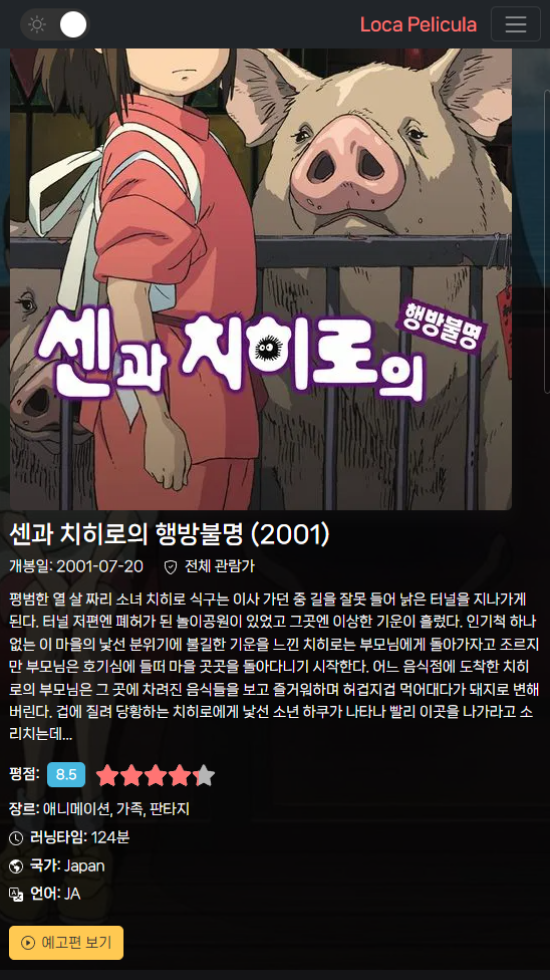 Loca Pelicula
센과 치히로의
행방불명
센과 치히로의 행방불명 (2001)
개봉일: 2001-07-20 전체 관람가
평범한 열 살 짜리 소녀 치히로 식구는 이사 가던 중 길을 잘못 들어 낡은 터널을 지나가게
된다. 터널 저편엔 폐허가 된 놀이공원이 있었고 그곳엔 이상한 기운이 흘렀다. 인기척 하나
없는 이 마을의 낯선 분위기에 불길한 기운을 느낀 치히로는 부모님에게 돌아가자고 조르지
만 부모님은 호기심에 들떠 마을 곳곳을 돌아다니기 시작한다. 어느 음식점에 도착한 치히
로의 부모님은 그 곳에 차려진 음식들을 보고 즐거워하며 허겁지겁 먹어대다가 돼지로 변해
버린다. 겁에 질려 당황하는 치히로에게 낯선 소년 하쿠가 나타나 빨리 이곳을 나가라고 소
리치는데...
평점: 8.5
장르: 애니메이션, 가족, 판타지
러닝타임: 124분
국가: Japan
언어: JA
예고편 보기